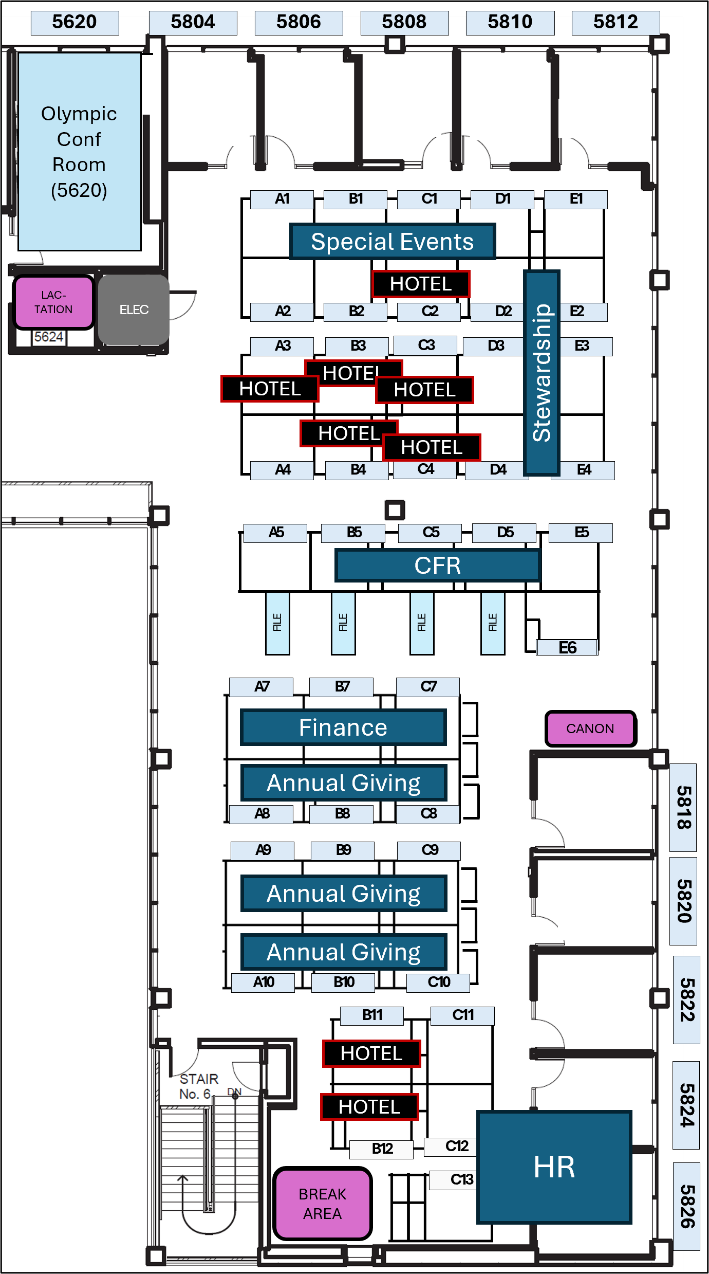 5620 5804 5806 5808 5810 5812
Olympic
Conf
Room
(5620)
A1 B1 C1 D1 E1
Special Events
HOTEL
LAC-
TATION
ELEC
5624
A2 B2 C2 D2 E2
Stewardship
A3 B3 C3 D3 E3
HOTEL
HOTEL
HOTEL
HOTEL
HOTEL
A4 B4 C4 D4 E4
A5 B5 C5 D5 E5
CFR
FILE FILE FILE FILE
E6
A7 B7 C7
Finance
CANON
Annual Giving
A8 B8 C8
5818
A9 B9 C9
Annual Giving
5820
Annual Giving
A10 B10 C10
5822
B11 C11
HOTEL
STAIR
No. 6
DN
HOTEL
5824
B12 C12
HR
C13
BREAK
AREA
5826